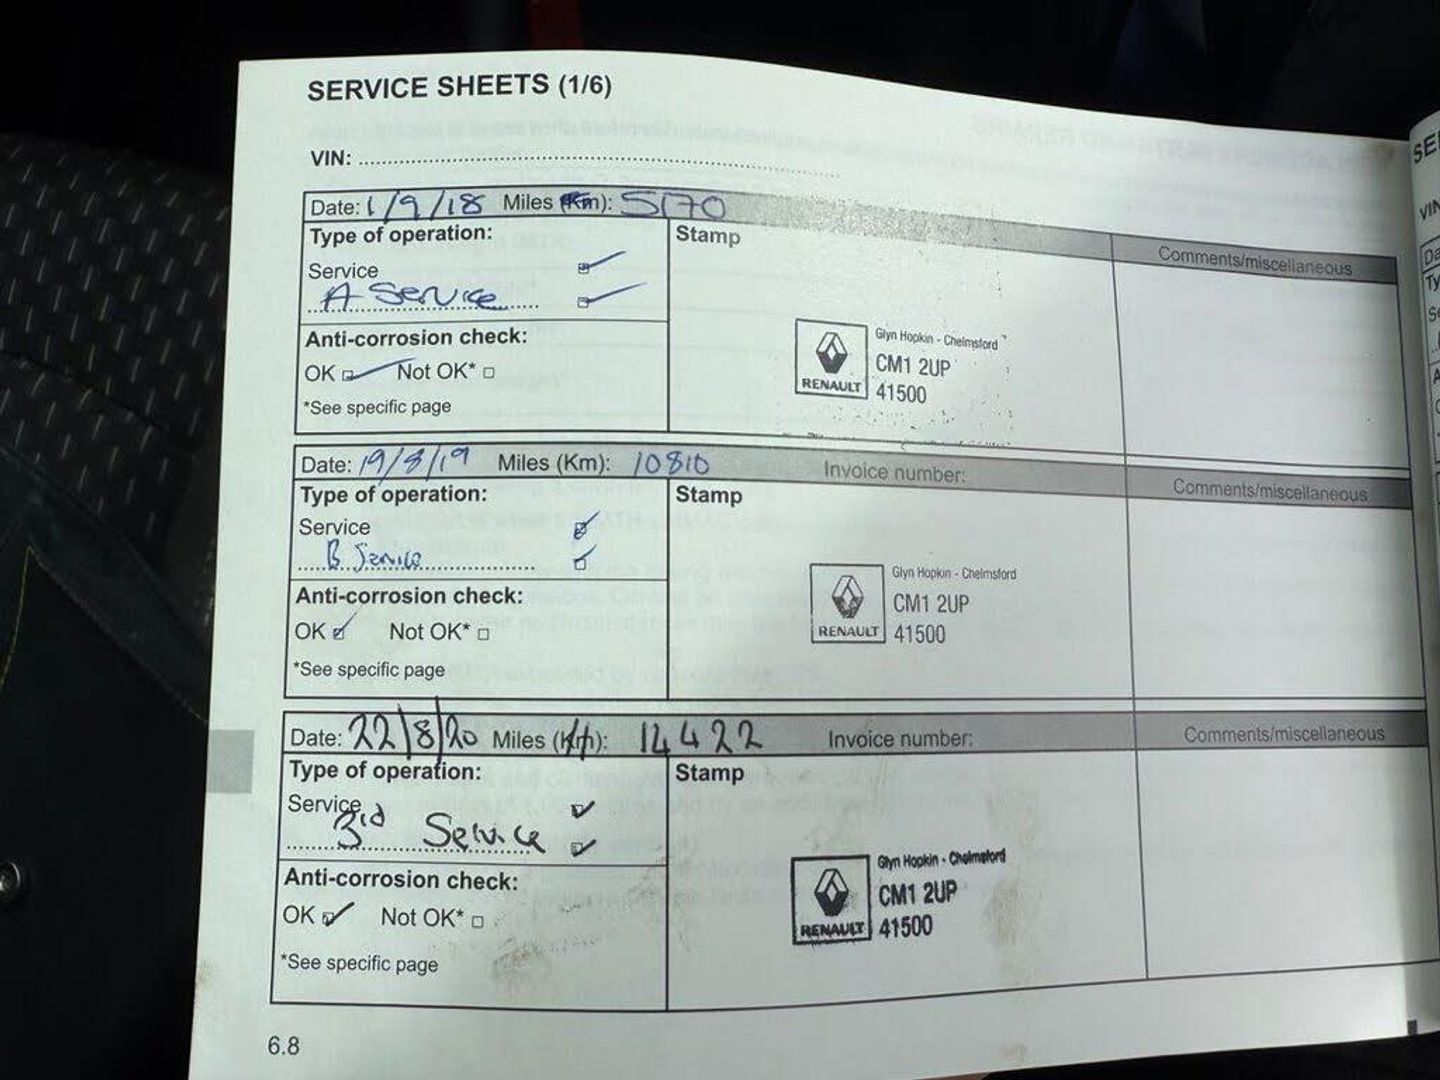 SERVICE SHEETS (1/6)
VIN:
Date: 1/9/18 Miles (Km): 5170
Type of operation:
Stamp
Comments/miscellaneous
Service
A Service
Anti-corrosion check:
OK Not OK*
*See specific page
Glyn Hopkin - Chelmsford
CM1 2UP
RENAULT 41500
Date: 19/8/19 Miles (Km): 10810 Invoice number:
Type of operation:
Stamp
Comments/miscellaneous
Service
B Service
Anti-corrosion check:
OK Not OK*
*See specific page
Glyn Hopkin - Chelmsford
CM1 2UP
RENAULT 41500
Date: 22/8/20 Miles (Km): 14422 Invoice number:
Comments/miscellaneous
Type of operation:
Stamp
Service
3rd Service
Anti-corrosion check:
OK Not OK*
*See specific page
Glyn Hopkin - Chelmsford
CM1 2UP
RENAULT 41500
6.8